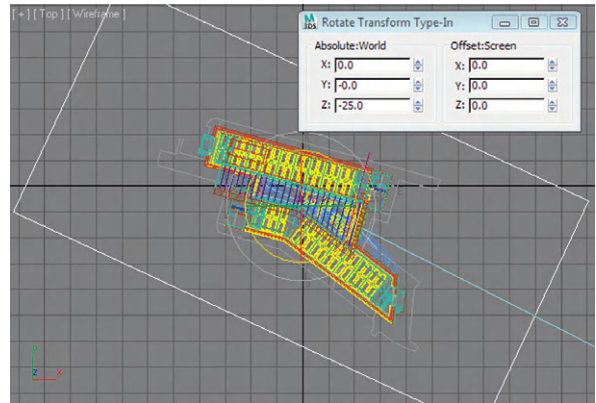 [ + ] [ Top ] [ Wireframe ]
Rotate Transform Type-In
Absolute:World
X: 0.0
Y: -0.0
Z: -25.0
Offset:Screen
X: 0.0
Y: 0.0
Z: 0.0
y
z x